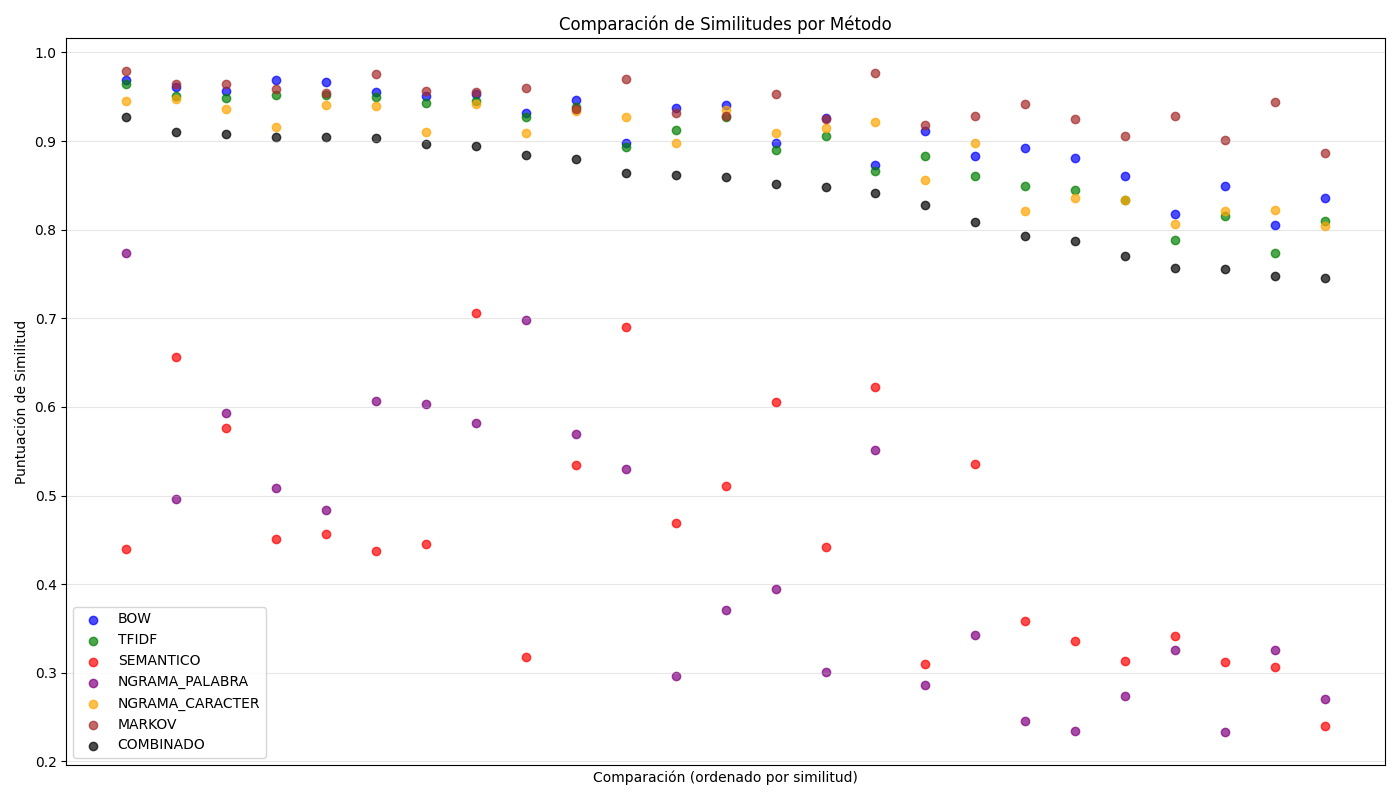 Comparación de Similitudes por Método
Puntuación de Similitud
1.0
0.9
0.8
0.7
0.6
0.5
0.4
0.3
0.2
BOW
TFIDF
SEMANTICO
NGRAMA_PALABRA
NGRAMA_CARACTER
MARKOV
COMBINADO
Comparación (ordenado por similitud)